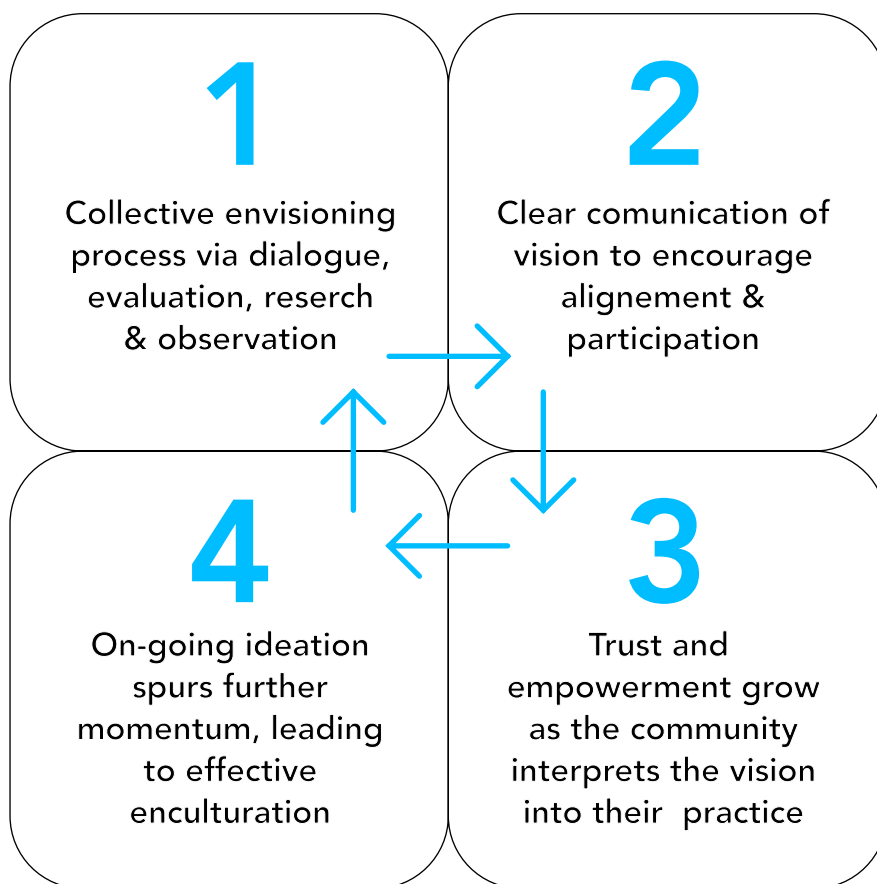 1
Collective envisioning
process via dialogue,
evaluation, reserch
& observation
2
Clear comunication of
vision to encourage
alignement &
participation
3
Trust and
empowerment grow
as the community
interprets the vision
into their  practice
4
On-going ideation
spurs further
momentum, leading
to effective
enculturation